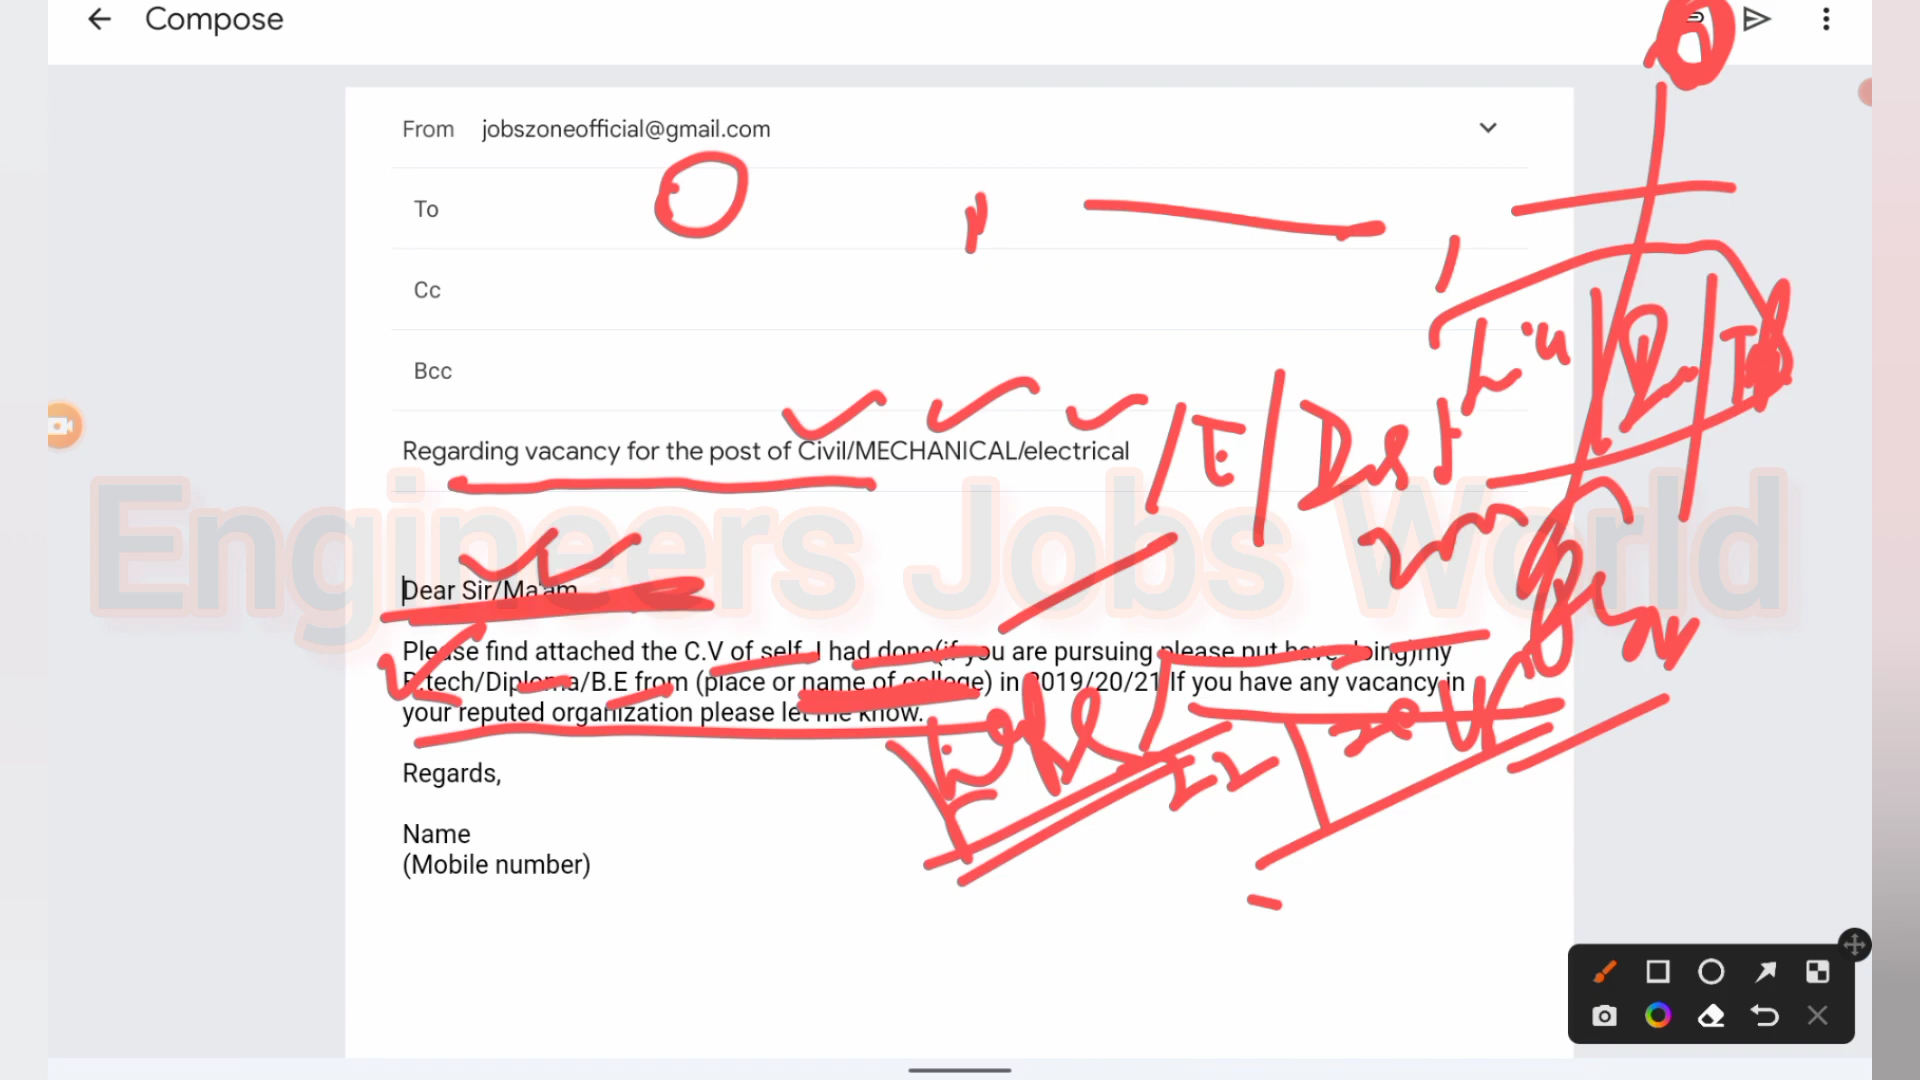 Compose
From jobszoneofficial@gmail.com
To
Cc
Bcc
Regarding vacancy for the post of Civil/MECHANICAL/electrical
/E/Dest
Engineers Jobs World
Dear Sir/Ma'am
Please find attached the C.V of self. I had done(if you are pursuing please put have doing)my
B.tech/Diploma/B.E from (place or name of college) in 2019/20/21 If you have any vacancy in
your reputed organization please let me know.
Regards,
Name
(Mobile number)